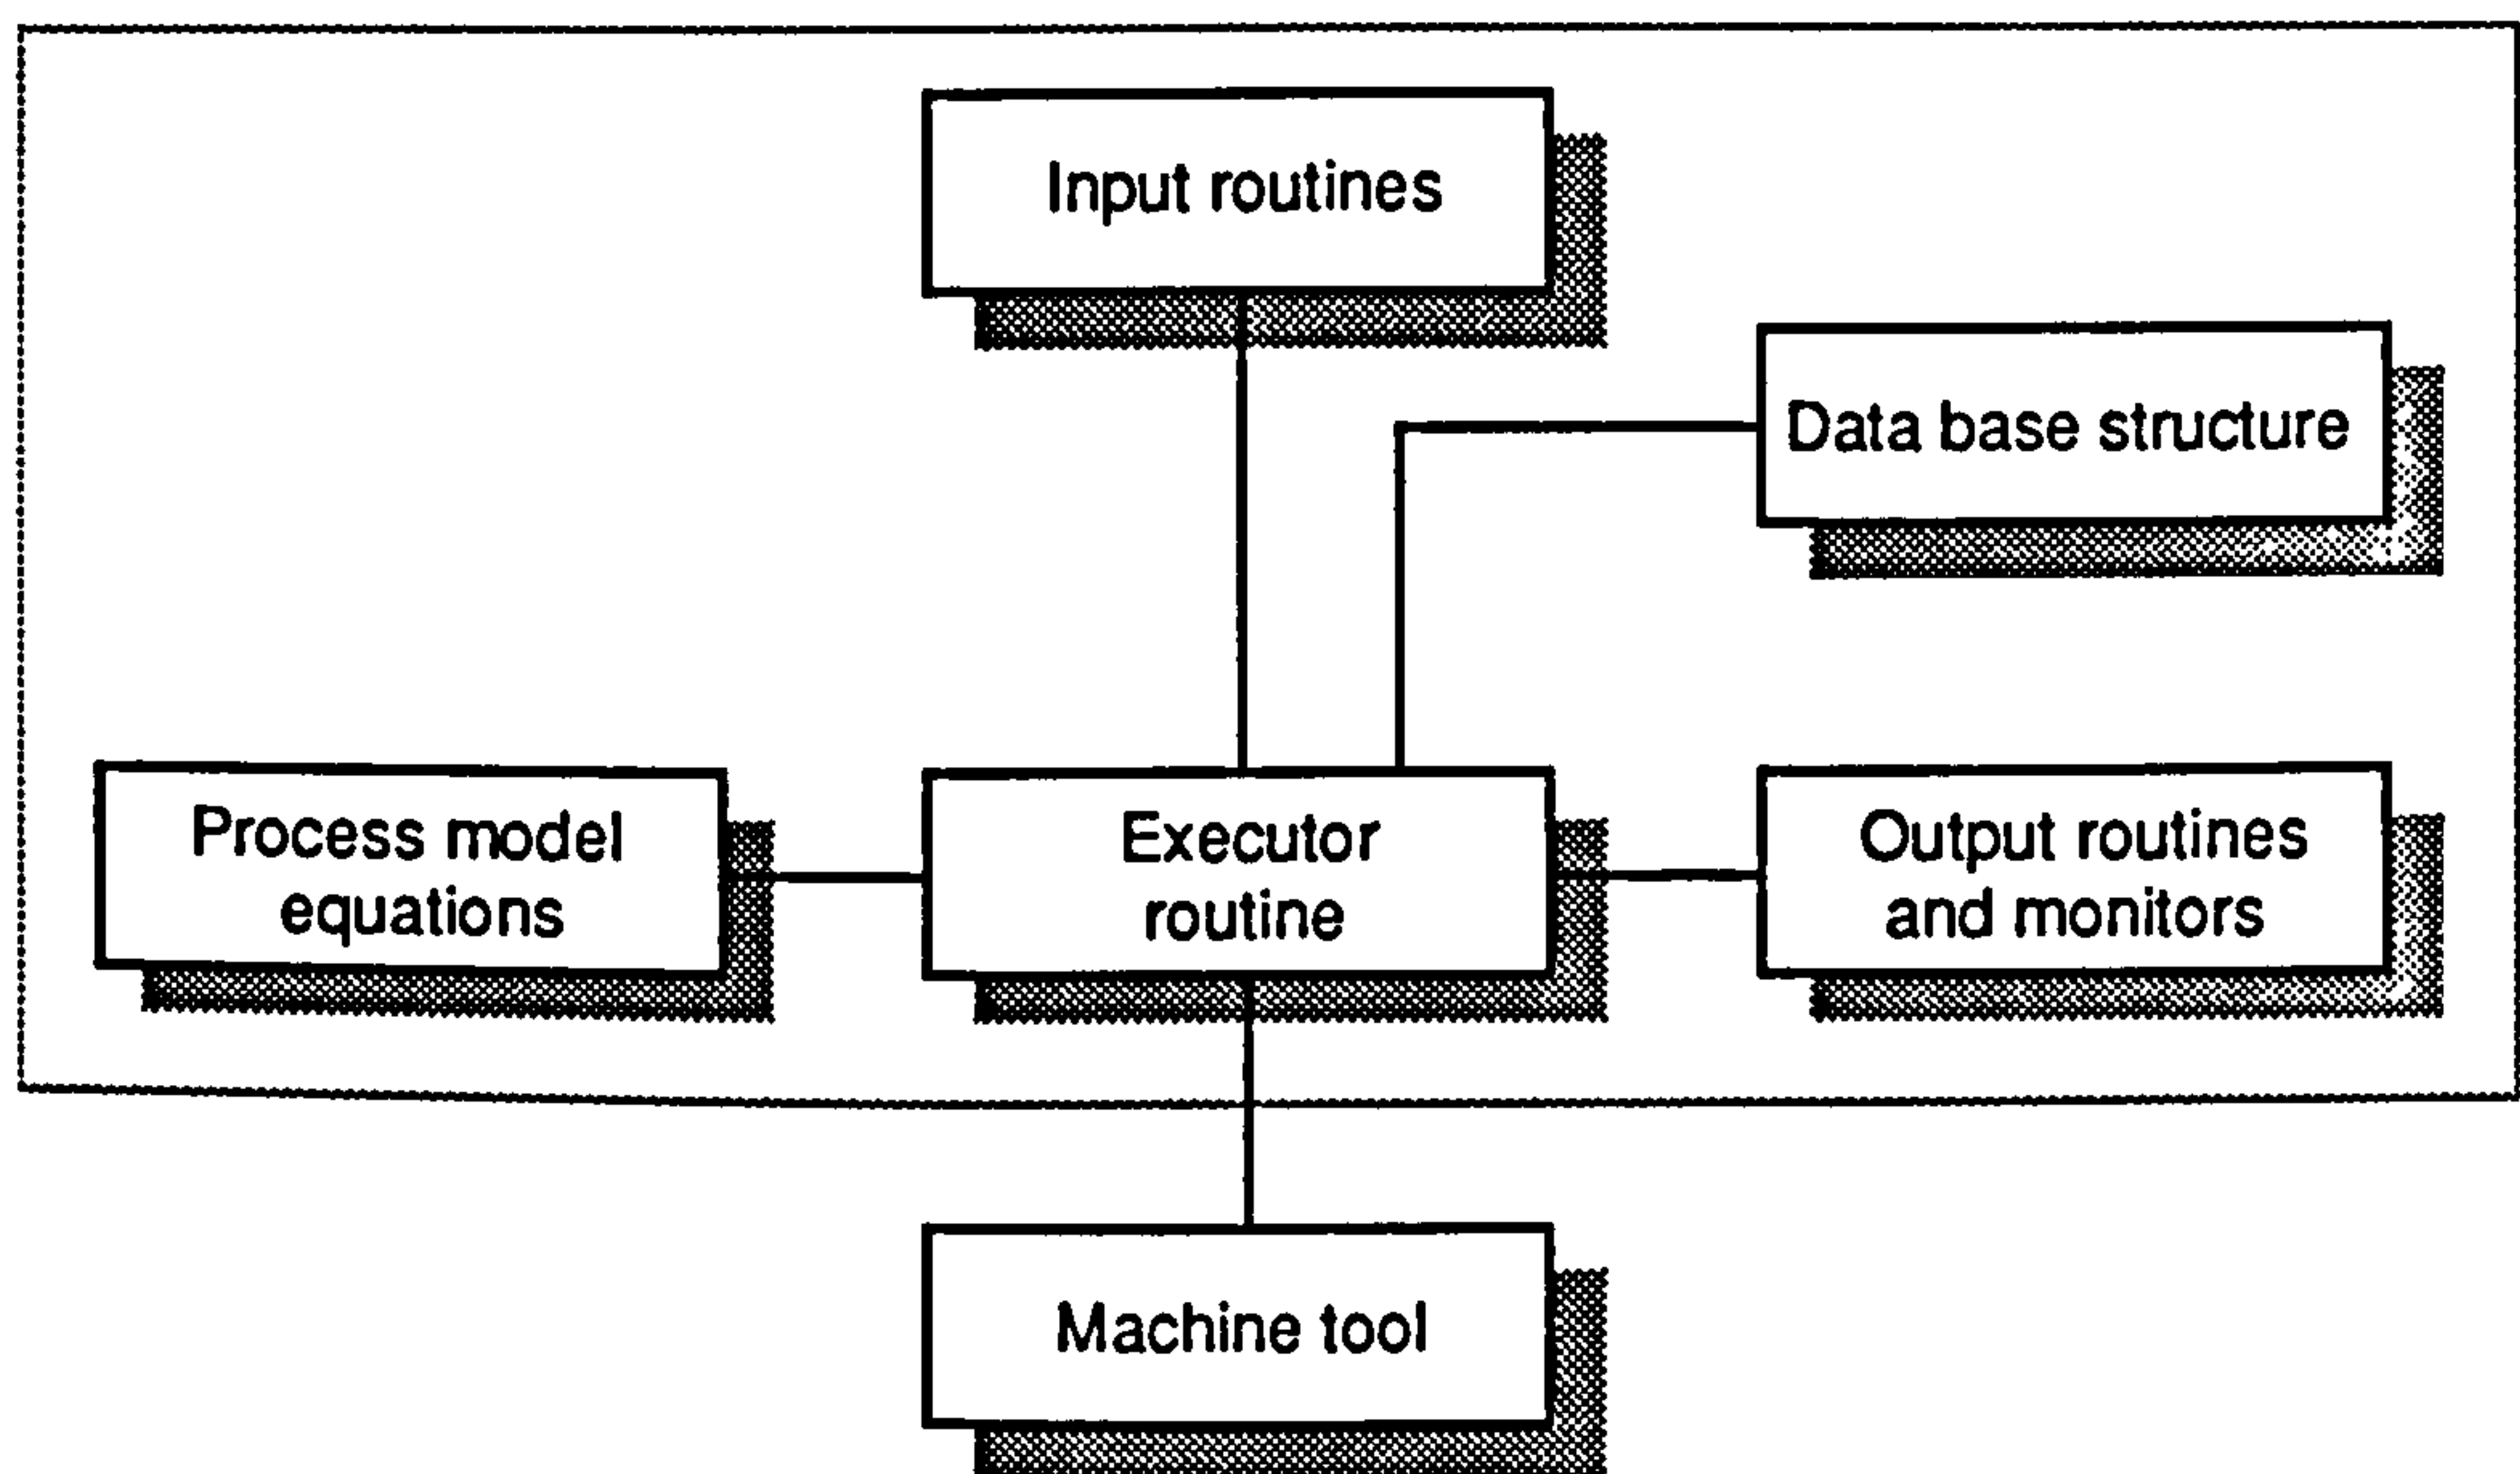 Input routines
Data base structure
Process model
equations
Executor
routine
Output routines
and monitors
Machine tool